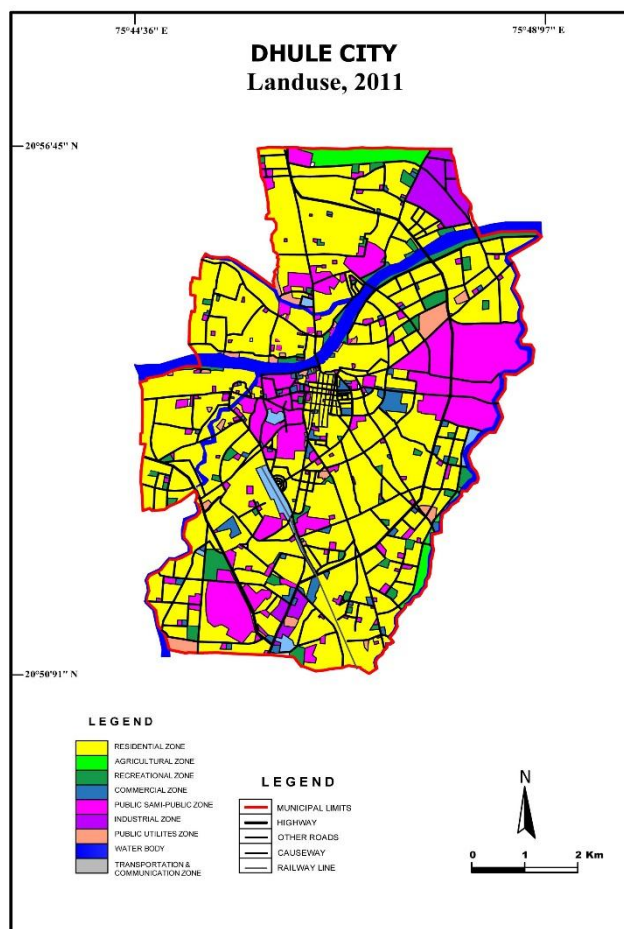 75°44'36" E
75°48'97" E
DHULE CITY
Landuse, 2011
20°56'45" N
20°50'91" N
LEGEND
RESIDENTIAL ZONE
AGRICULTURAL ZONE
RECREATIONAL ZONE
COMMERCIAL ZONE
PUBLIC SAMI-PUBLIC ZONE
INDUSTRIAL ZONE
PUBLIC UTILITES ZONE
WATER BODY
TRANSPORTATION &
COMMUNICATION ZONE
LEGEND
MUNICIPAL LIMITS
HIGHWAY
OTHER ROADS
CAUSEWAY
RAILWAY LINE
N
0 1 2 Km